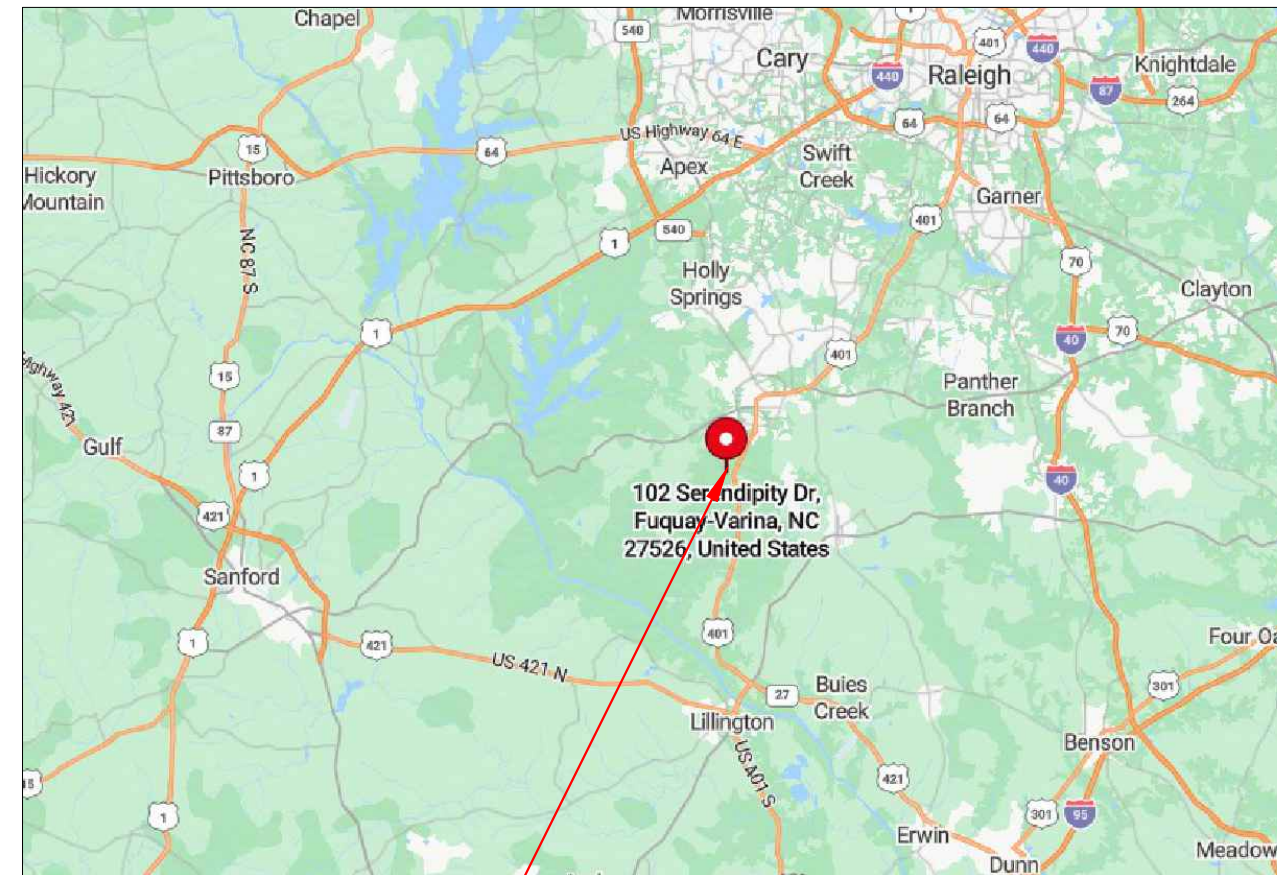 Chapel
Morrisville
540
401
440
Cary
440
Raleigh
Knightdale
87
264
US Highway 64 E
64
64
64
15
Hickory
Mountain
Pittsboro
Apex
Swift
Creek
Garner
401
NC 87 S
1
540
70
Holly
Springs
Clayton
1
401
40
70
Highway 421
15
Panther
Branch
87
Gulf
1
40
102 Serendipity Dr,
Fuquay-Varina, NC
27526, United States
421
Sanford
1
421
401
Four Oa
US 421 N
27
Buies
Creek
301
Lillington
Benson
US 401 S
15
421
1
301
95
Erwin
Dunn
Meadow